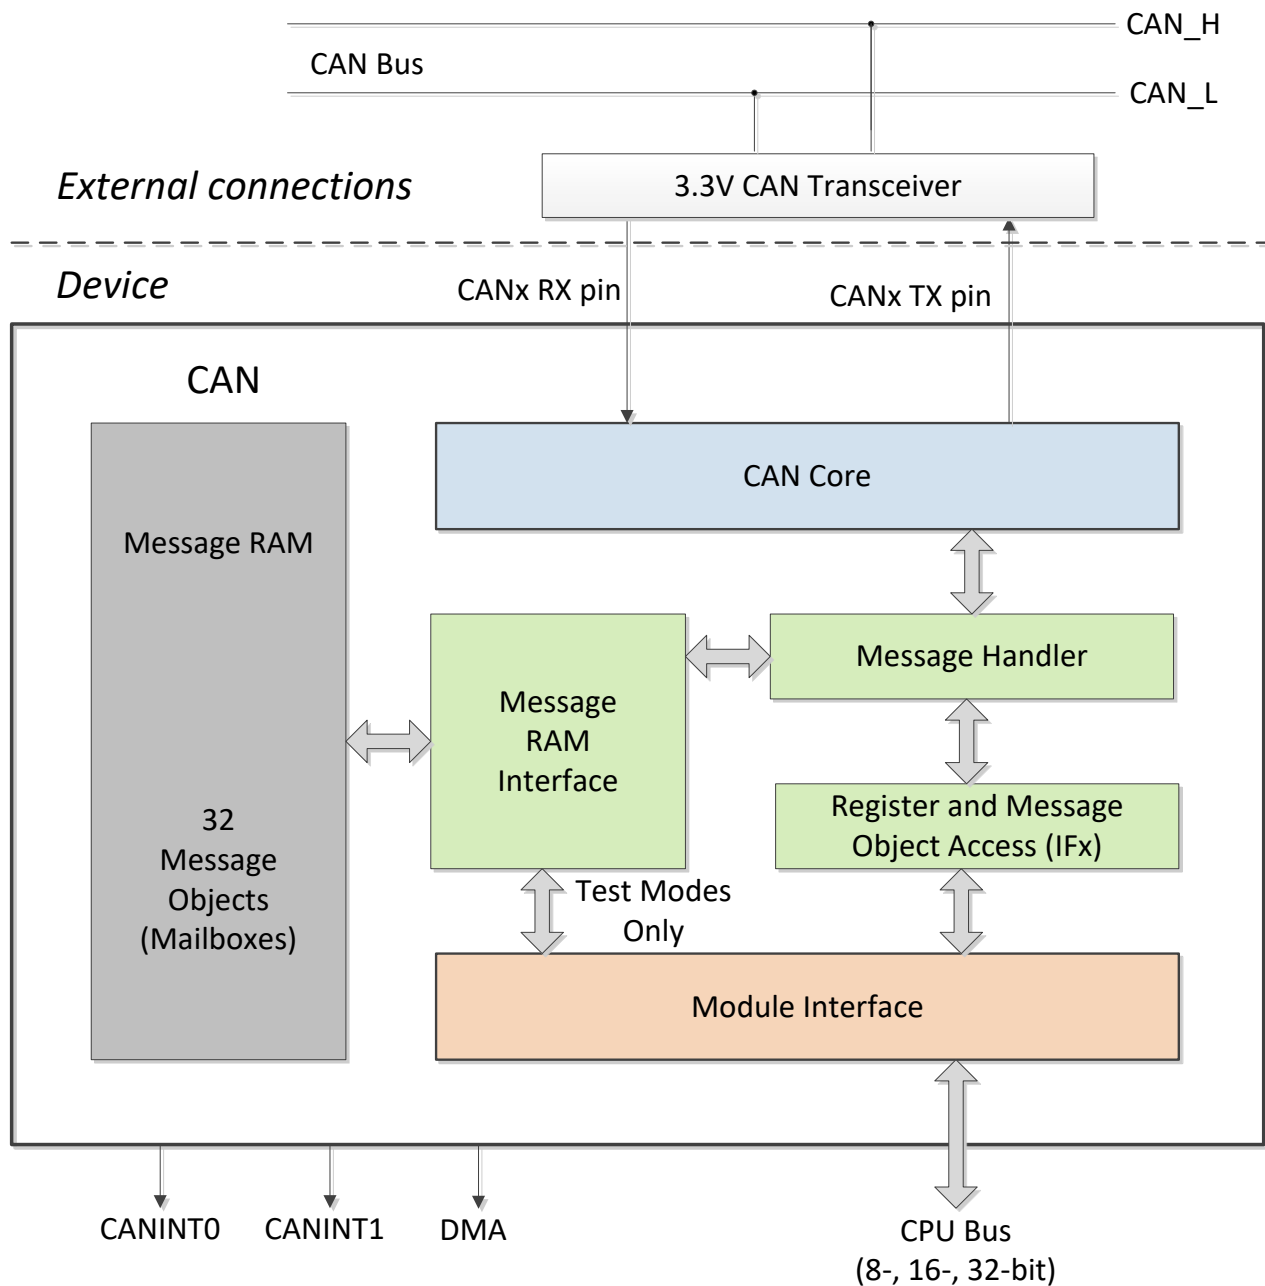 CAN_H
CAN Bus
CAN_L
External connections
3.3V CAN Transceiver
Device
CANx RX pin
CANx TX pin
CAN
CAN Core
Message RAM
Message Handler
Message
RAM
Interface
Register and Message
Object Access (IFx)
32
Message
Objects
(Mailboxes)
Test Modes
Only
Module Interface
CANINT0
CANINT1
DMA
CPU Bus
(8-, 16-, 32-bit)